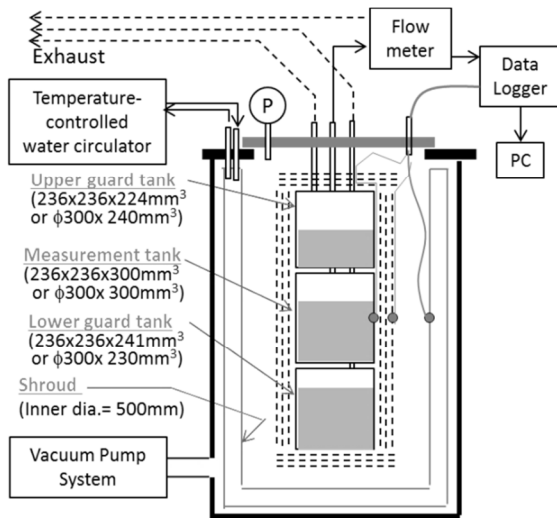 Exhaust
Flow
meter
Data
Logger
PC
P
Temperature-
controlled
water circulator
Upper guard tank
(236x236x224mm³
or ϕ300x 240mm³)
Measurement tank
(236x236x300mm³
or ϕ300x 300mm³)
Lower guard tank
(236x236x241mm³
or ϕ300x 230mm³)
Shroud
(Inner dia.= 500mm)
Vacuum Pump
System